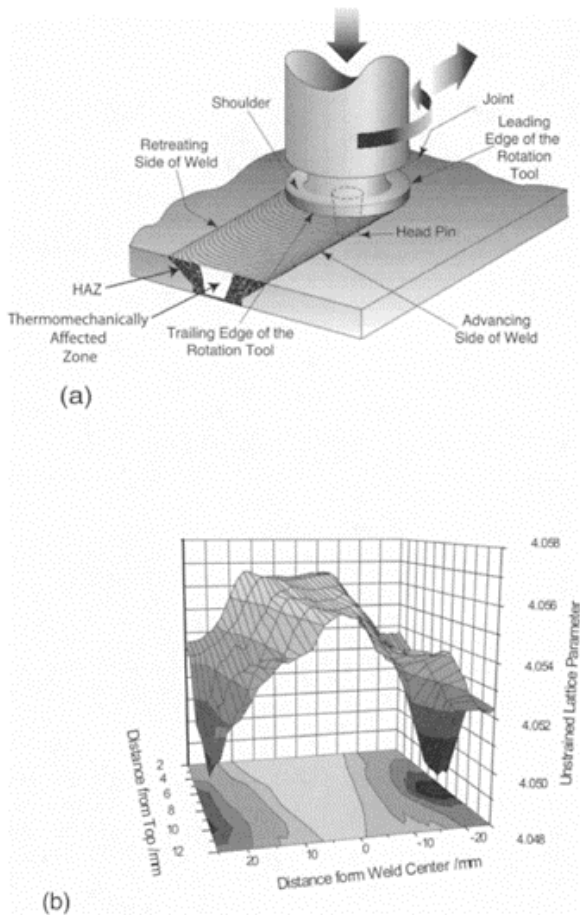 Shoulder
Joint
Leading
Edge of the
Rotation
Tool
Retreating
Side of Weld
Head Pin
HAZ
Thermomechanically
Affected
Zone
Trailing Edge of the
Rotation Tool
Advancing
Side of Weld
(a)
4.058
4.056
4.054
4.052
4.050
4.048
Unstrained Lattice Parameter
Distance from Top /mm
2
4
6
8
10
12
20
10
0
-10
-20
Distance form Weld Center /mm
(b)